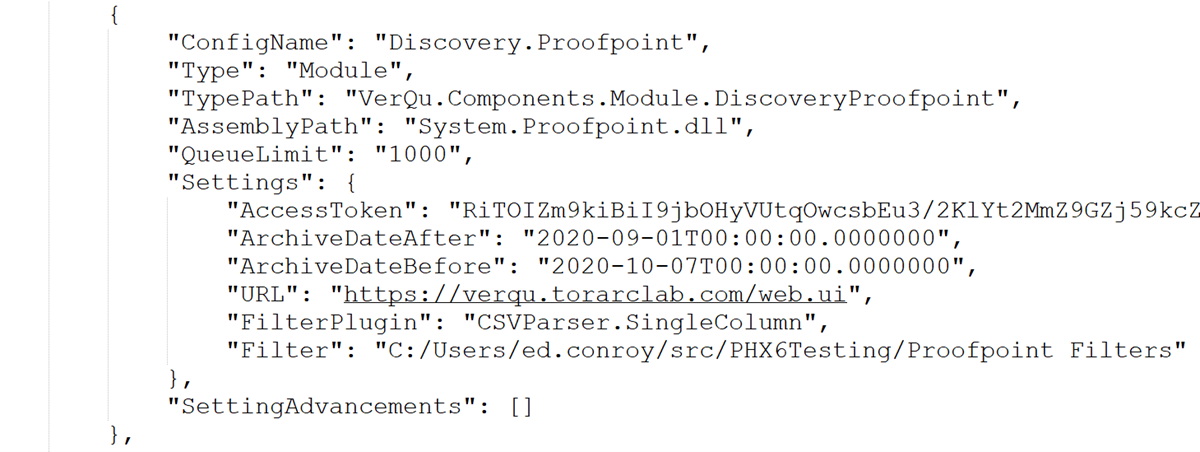 {
"ConfigName": "Discovery.Proofpoint",
"Type": "Module",
"TypePath": "VerQu.Components.Module.DiscoveryProofpoint",
"AssemblyPath": "System.Proofpoint.dll",
"QueueLimit": "1000",
"Settings": {
"AccessToken": "RiTOIZm9kiBiI9jbOHyVUtqOwcsbEu3/2KlYt2MmZ9GZj59kcZ
"ArchiveDateAfter": "2020-09-01T00:00:00.0000000",
"ArchiveDateBefore": "2020-10-07T00:00:00.0000000",
"URL": "https://verqu.torarclab.com/web.ui",
"FilterPlugin": "CSVParser.SingleColumn",
"Filter": "C:/Users/ed.conroy/src/PHX6Testing/Proofpoint Filters"
},
"SettingAdvancements": []
},